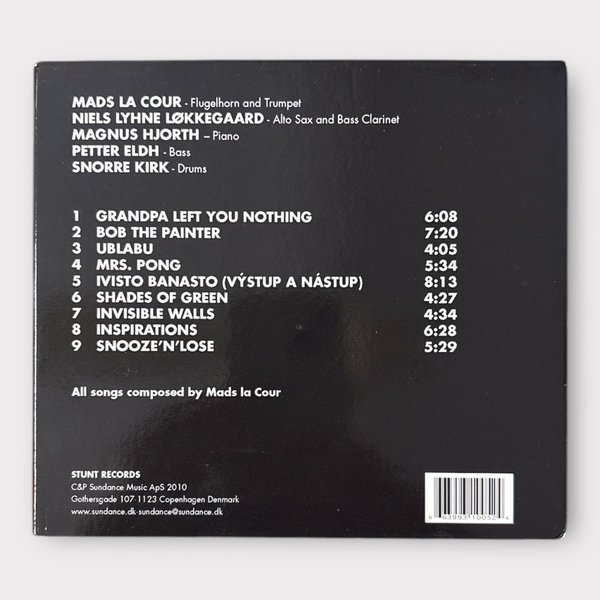 MADS LA COUR - Flugelhorn and Trumpet
NIELS LYHNE LØKKEGAARD - Alto Sax and Bass Clarinet
MAGNUS HJORTH – Piano
PETTER ELDH - Bass
SNORRE KIRK - Drums
1 GRANDPA LEFT YOU NOTHING 6:08
2 BOB THE PAINTER 7:20
3 UBLABU 4:05
4 MRS. PONG 5:34
5 IVISTO BANASTO (VÝSTUP A NÁSTUP) 8:13
6 SHADES OF GREEN 4:27
7 INVISIBLE WALLS 4:34
8 INSPIRATIONS 6:28
9 SNOOZE'N'LOSE 5:29
All songs composed by Mads la Cour
STUNT RECORDS
C&P Sundance Music ApS 2010
Gothersgade 107·1123 Copenhagen Denmark
www.sundance.dk·sundance@sundance.dk
6 63993 10052 4